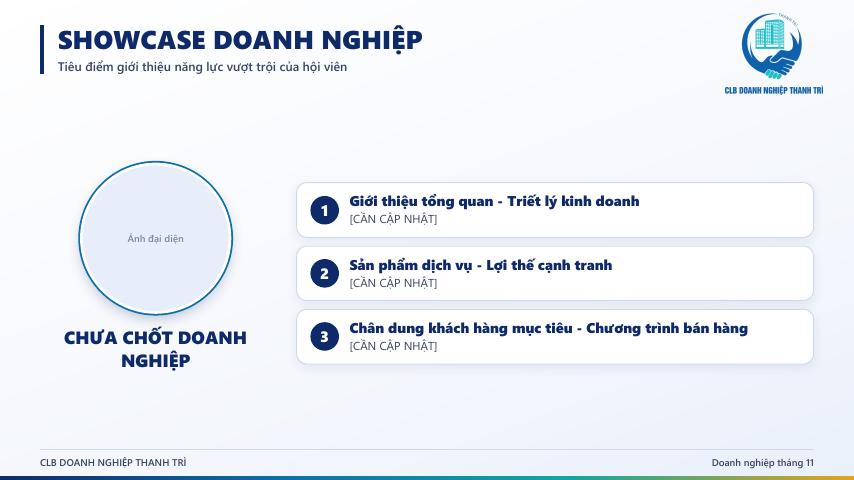 SHOWCASE DOANH NGHIỆP
Tiêu điểm giới thiệu năng lực vượt trội của hội viên
THANH TRÌ
CLB DOANH NGHIỆP THANH TRÌ
Ảnh đại diện
CHƯA CHỐT DOANH
NGHIỆP
1
Giới thiệu tổng quan - Triết lý kinh doanh
[CẦN CẬP NHẬT]
2
Sản phẩm dịch vụ - Lợi thế cạnh tranh
[CẦN CẬP NHẬT]
3
Chân dung khách hàng mục tiêu - Chương trình bán hàng
[CẦN CẬP NHẬT]
CLB DOANH NGHIỆP THANH TRÌ
Doanh nghiệp tháng 11